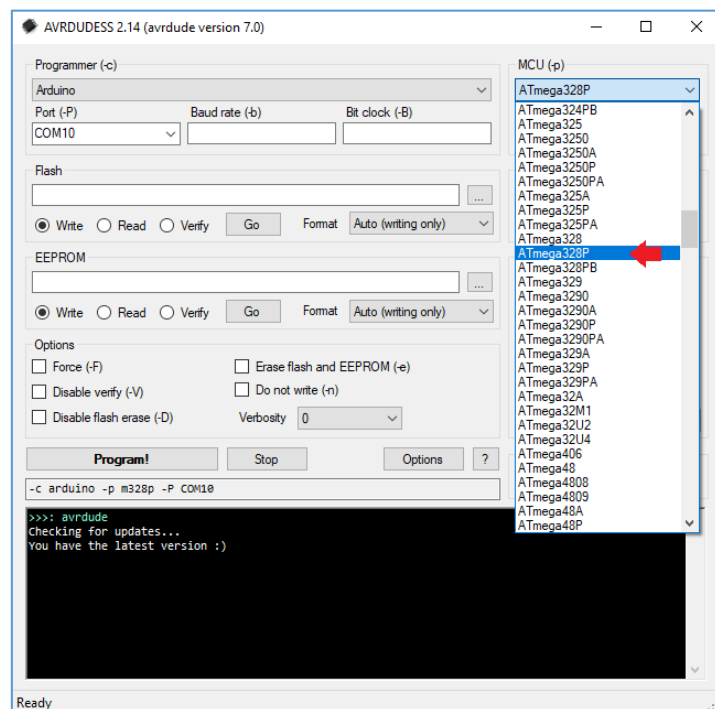 AVRDUDESS 2.14 (avrdude version 7.0)
Programmer (-c)
Arduino
Port (-P) Baud rate (-b) Bit clock (-B)
COM10
Flash
...
Write Read Verify Go Format Auto (writing only)
EEPROM
...
Write Read Verify Go Format Auto (writing only)
Options
Force (-F) Erase flash and EEPROM (-e)
Disable verify (-V) Do not write (-n)
Disable flash erase (-D) Verbosity 0
Program! Stop Options ?
-c arduino -p m328p -P COM10
>>>: avrdude
Checking for updates...
You have the latest version :)
Ready
MCU (-p)
ATmega328P
ATmega324PB
ATmega325
ATmega3250
ATmega3250A
ATmega3250P
ATmega3250PA
ATmega325A
ATmega325P
ATmega325PA
ATmega328
ATmega328P
ATmega328PB
ATmega329
ATmega3290
ATmega3290A
ATmega3290P
ATmega3290PA
ATmega329A
ATmega329P
ATmega329PA
ATmega32A
ATmega32M1
ATmega32U2
ATmega32U4
ATmega406
ATmega48
ATmega4808
ATmega4809
ATmega48A
ATmega48P